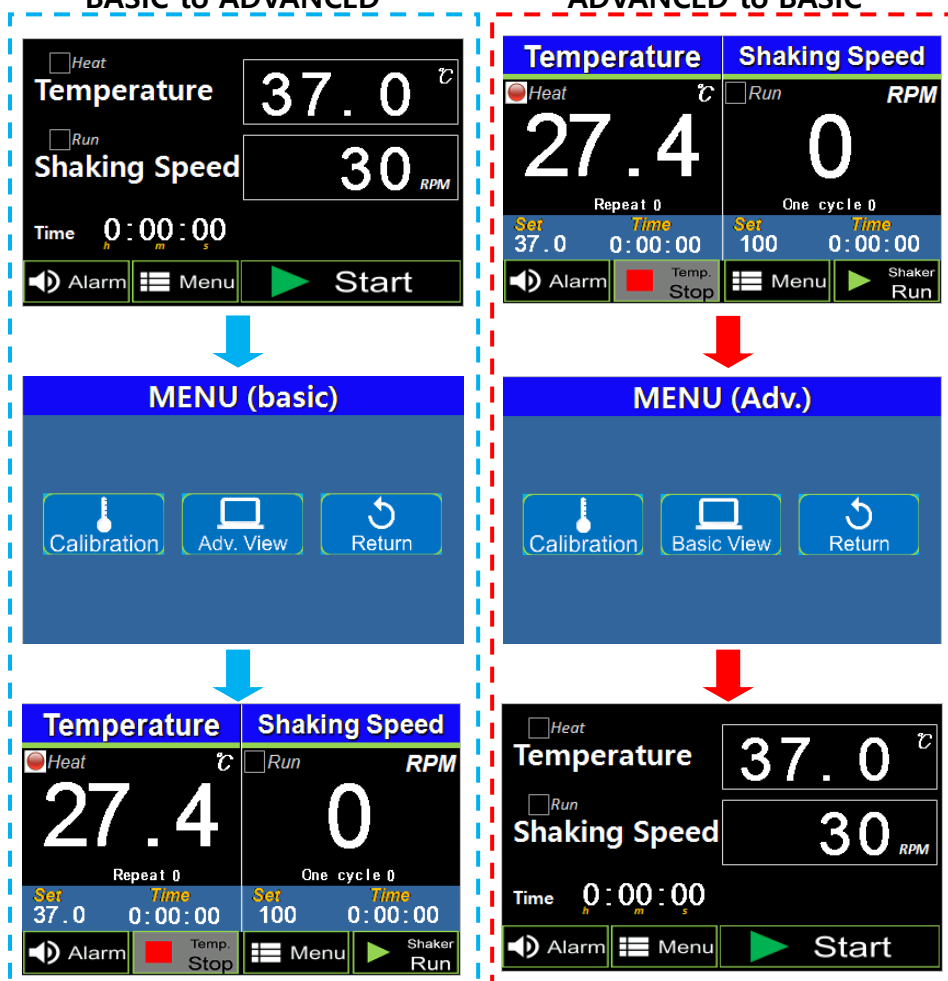 BASIC to ADVANCED
Heat
Temperature
37.0 ℃
Run
Shaking Speed
30 RPM
Time 0:00:00
h m s
Alarm Menu Start
MENU (basic)
Calibration Adv. View Return
Temperature Shaking Speed
Heat ℃ Run RPM
27.4 0
Repeat 0 One cycle 0
Set Time Set Time
37.0 0:00:00 100 0:00:00
Alarm Temp. Stop Menu Shaker Run
ADVANCED to BASIC
Temperature Shaking Speed
Heat ℃ Run RPM
27.4 0
Repeat 0 One cycle 0
Set Time Set Time
37.0 0:00:00 100 0:00:00
Alarm Temp. Stop Menu Shaker Run
MENU (Adv.)
Calibration Basic View Return
Heat
Temperature
37.0 ℃
Run
Shaking Speed
30 RPM
Time 0:00:00
h m s
Alarm Menu Start